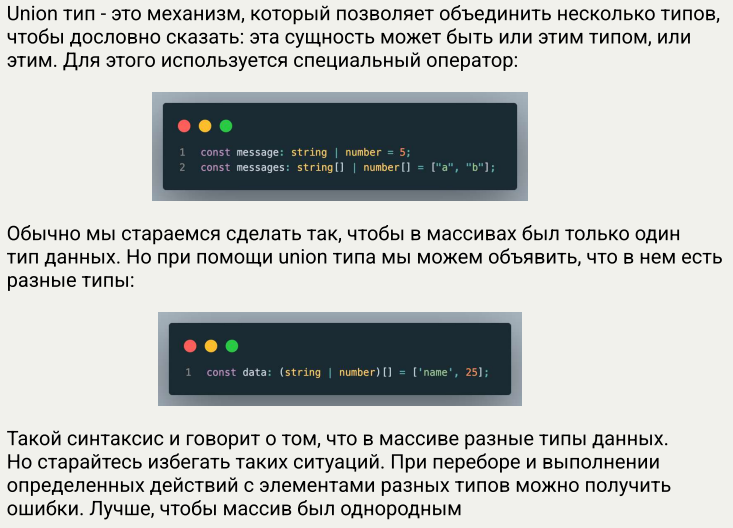 Union тип - это механизм, который позволяет объединить несколько типов,
чтобы дословно сказать: эта сущность может быть или этим типом, или
этим. Для этого используется специальный оператор:
1 const message: string | number = 5;
2 const messages: string[] | number[] = ["a", "b"];
Обычно мы стараемся сделать так, чтобы в массивах был только один
тип данных. Но при помощи union типа мы можем объявить, что в нем есть
разные типы:
1 const data: (string | number)[] = ['name', 25];
Такой синтаксис и говорит о том, что в массиве разные типы данных.
Но старайтесь избегать таких ситуаций. При переборе и выполнении
определенных действий с элементами разных типов можно получить
ошибки. Лучше, чтобы массив был однородным